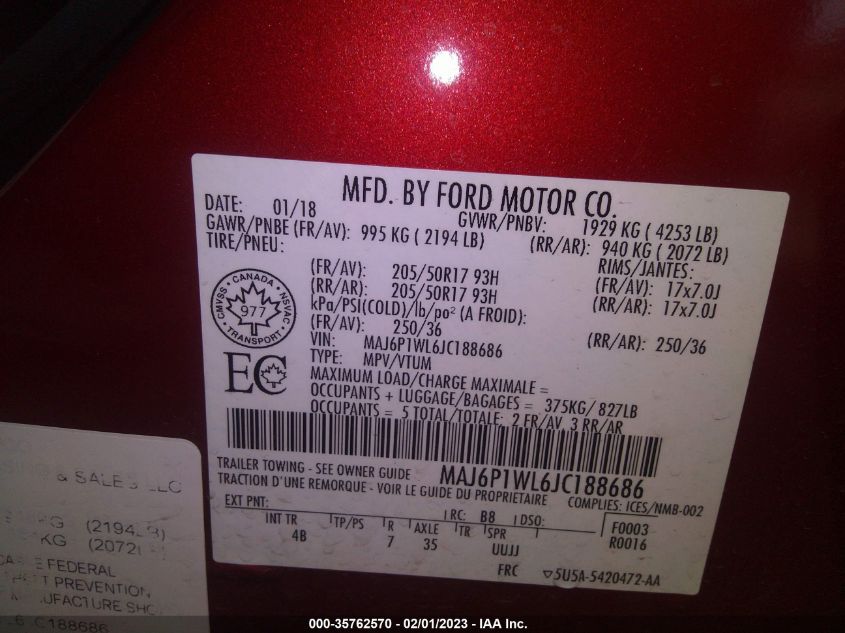 MFD. BY FORD MOTOR CO.
DATE: 01/18 GVWR/PNBV: 1929 KG ( 4253 LB)
GAWR/PNBE (FR/AV): 995 KG ( 2194 LB) (RR/AR): 940 KG ( 2072 LB)
TIRE/PNEU: RIMS/JANTES:
(FR/AV): 205/50R17 93H (FR/AV): 17x7.0J
(RR/AR): 205/50R17 93H (RR/AR): 17x7.0J
kPa/PSI(COLD)/lb/po² (A FROID):
(FR/AV): 250/36 (RR/AR): 250/36
VIN: MAJ6P1WL6JC188686
TYPE: MPV/VTUM
MAXIMUM LOAD/CHARGE MAXIMALE =
OCCUPANTS + LUGGAGE/BAGAGES = 375KG/827LB
OCCUPANTS = 5 TOTAL/TOTALE: 2 FR/AV 3 RR/AR
CMVSS CANADA NSVAC
977
TRANSPORT
EC
TRAILER TOWING - SEE OWNER GUIDE MAJ6P1WL6JC188686
TRACTION D'UNE REMORQUE - VOIR LE GUIDE DU PROPRIETAIRE COMPLIES: ICES/NMB-002
EXT PNT: RC: B8 DSO: F0003
INT TR TP/PS R AXLE TR SPR R0016
4B 7 35 UUJJ
FRC 5U5A-5420472-AA
& SALES LLC
KG (2194LB)
KG (2072L
FEDERAL
PREVENTION
C188686
000-35762570 - 02/01/2023 - IAA Inc.